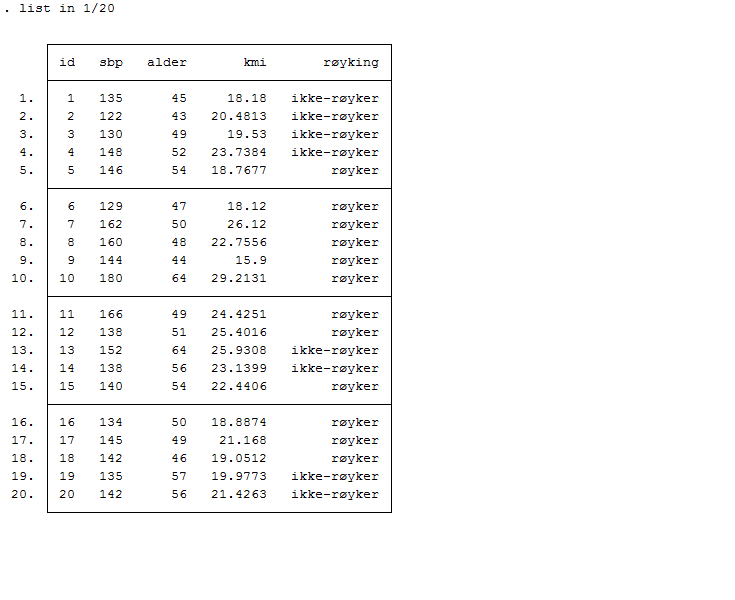 . list in 1/20
id sbp alder kmi røyking
1. 1 135 45 18.18 ikke-røyker
2. 2 122 43 20.4813 ikke-røyker
3. 3 130 49 19.53 ikke-røyker
4. 4 148 52 23.7384 ikke-røyker
5. 5 146 54 18.7677 røyker
6. 6 129 47 18.12 røyker
7. 7 162 50 26.12 røyker
8. 8 160 48 22.7556 røyker
9. 9 144 44 15.9 røyker
10. 10 180 64 29.2131 røyker
11. 11 166 49 24.4251 røyker
12. 12 138 51 25.4016 røyker
13. 13 152 64 25.9308 ikke-røyker
14. 14 138 56 23.1399 ikke-røyker
15. 15 140 54 22.4406 røyker
16. 16 134 50 18.8874 røyker
17. 17 145 49 21.168 røyker
18. 18 142 46 19.0512 røyker
19. 19 135 57 19.9773 ikke-røyker
20. 20 142 56 21.4263 ikke-røyker